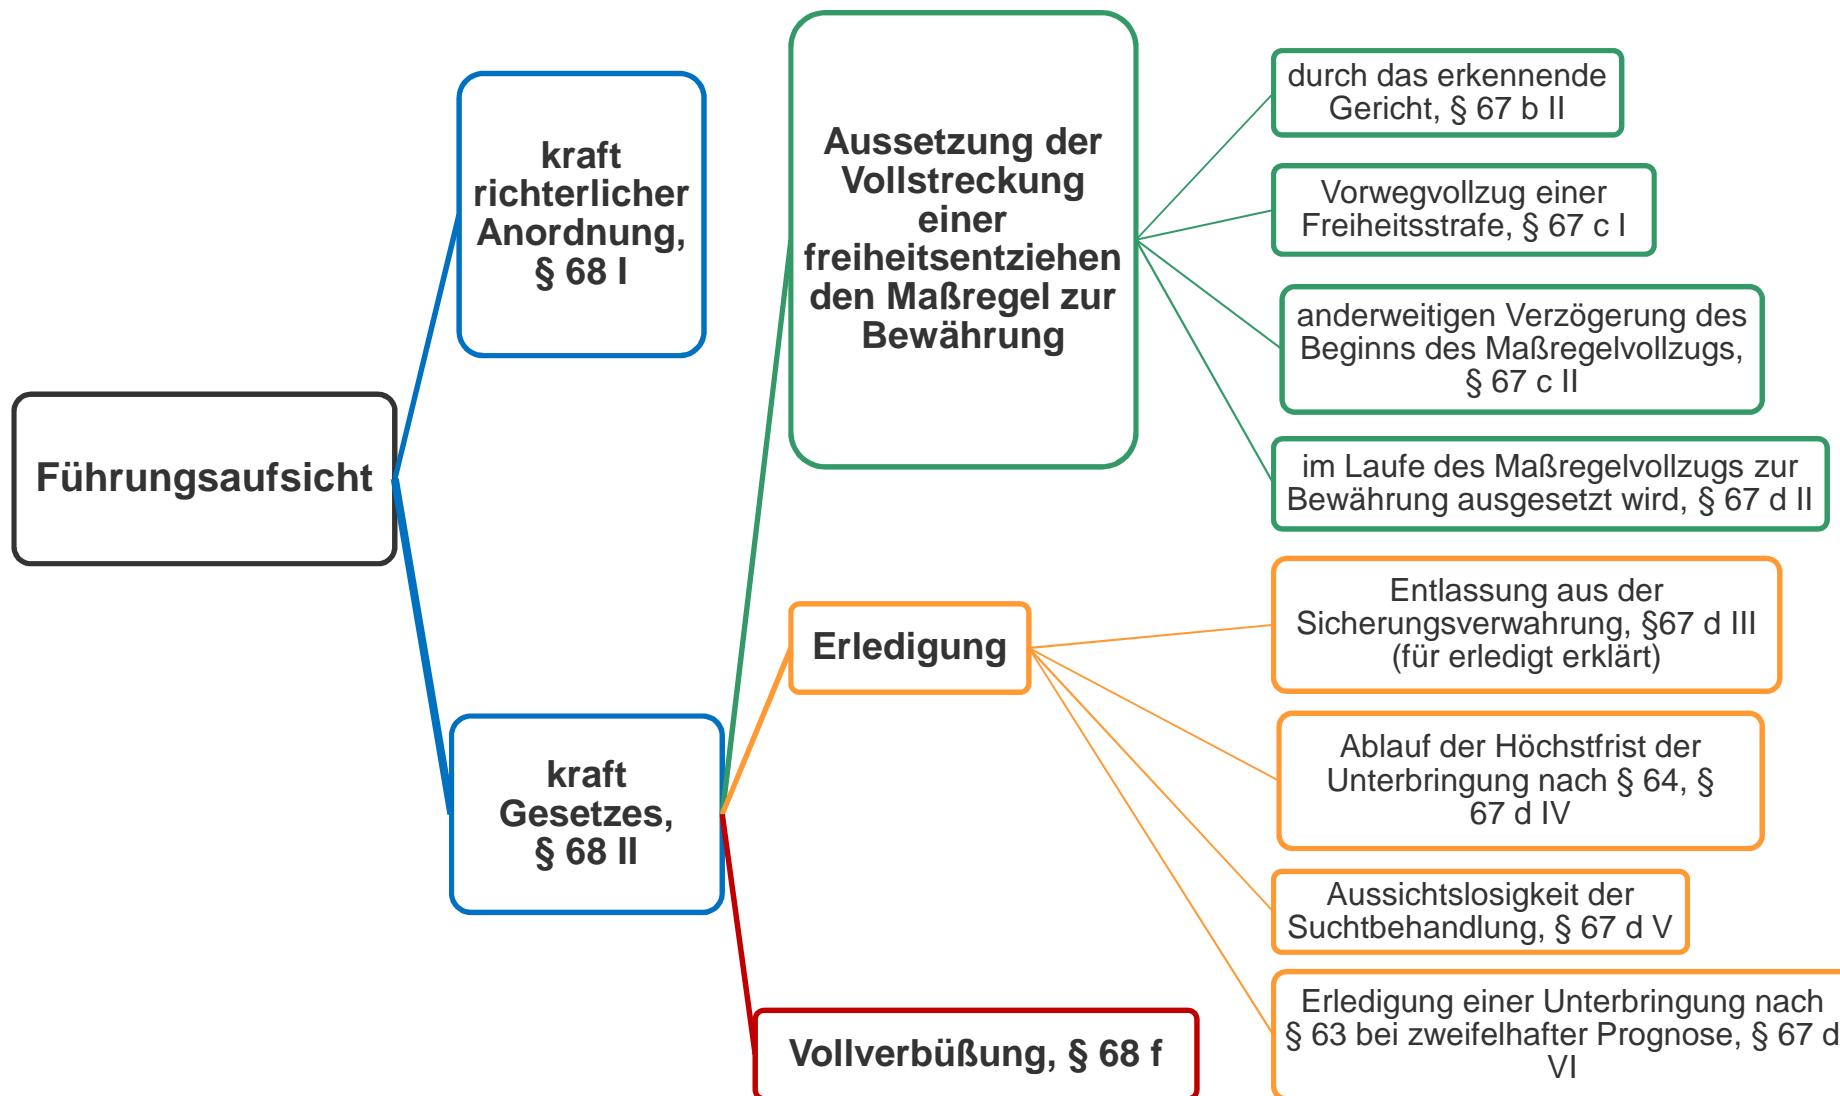 Führungsaufsicht
kraft
richterlicher
Anordnung,
§ 68 I
kraft
Gesetzes,
§ 68 II
Aussetzung der
Vollstreckung
einer
freiheitsentziehen
den Maßregel zur
Bewährung
durch das erkennende
Gericht, § 67 b II
Vorwegvollzug einer
Freiheitsstrafe, § 67 c I
anderweitigen Verzögerung des
Beginns des Maßregelvollzugs,
§ 67 c II
im Laufe des Maßregelvollzugs zur
Bewährung ausgesetzt wird, § 67 d II
Erledigung
Entlassung aus der
Sicherungsverwahrung, §67 d III
(für erledigt erklärt)
Ablauf der Höchstfrist der
Unterbringung nach § 64, §
67 d IV
Aussichtslosigkeit der
Suchtbehandlung, § 67 d V
Erledigung einer Unterbringung nach
§ 63 bei zweifelhafter Prognose, § 67 d
VI
Vollverbüßung, § 68 f